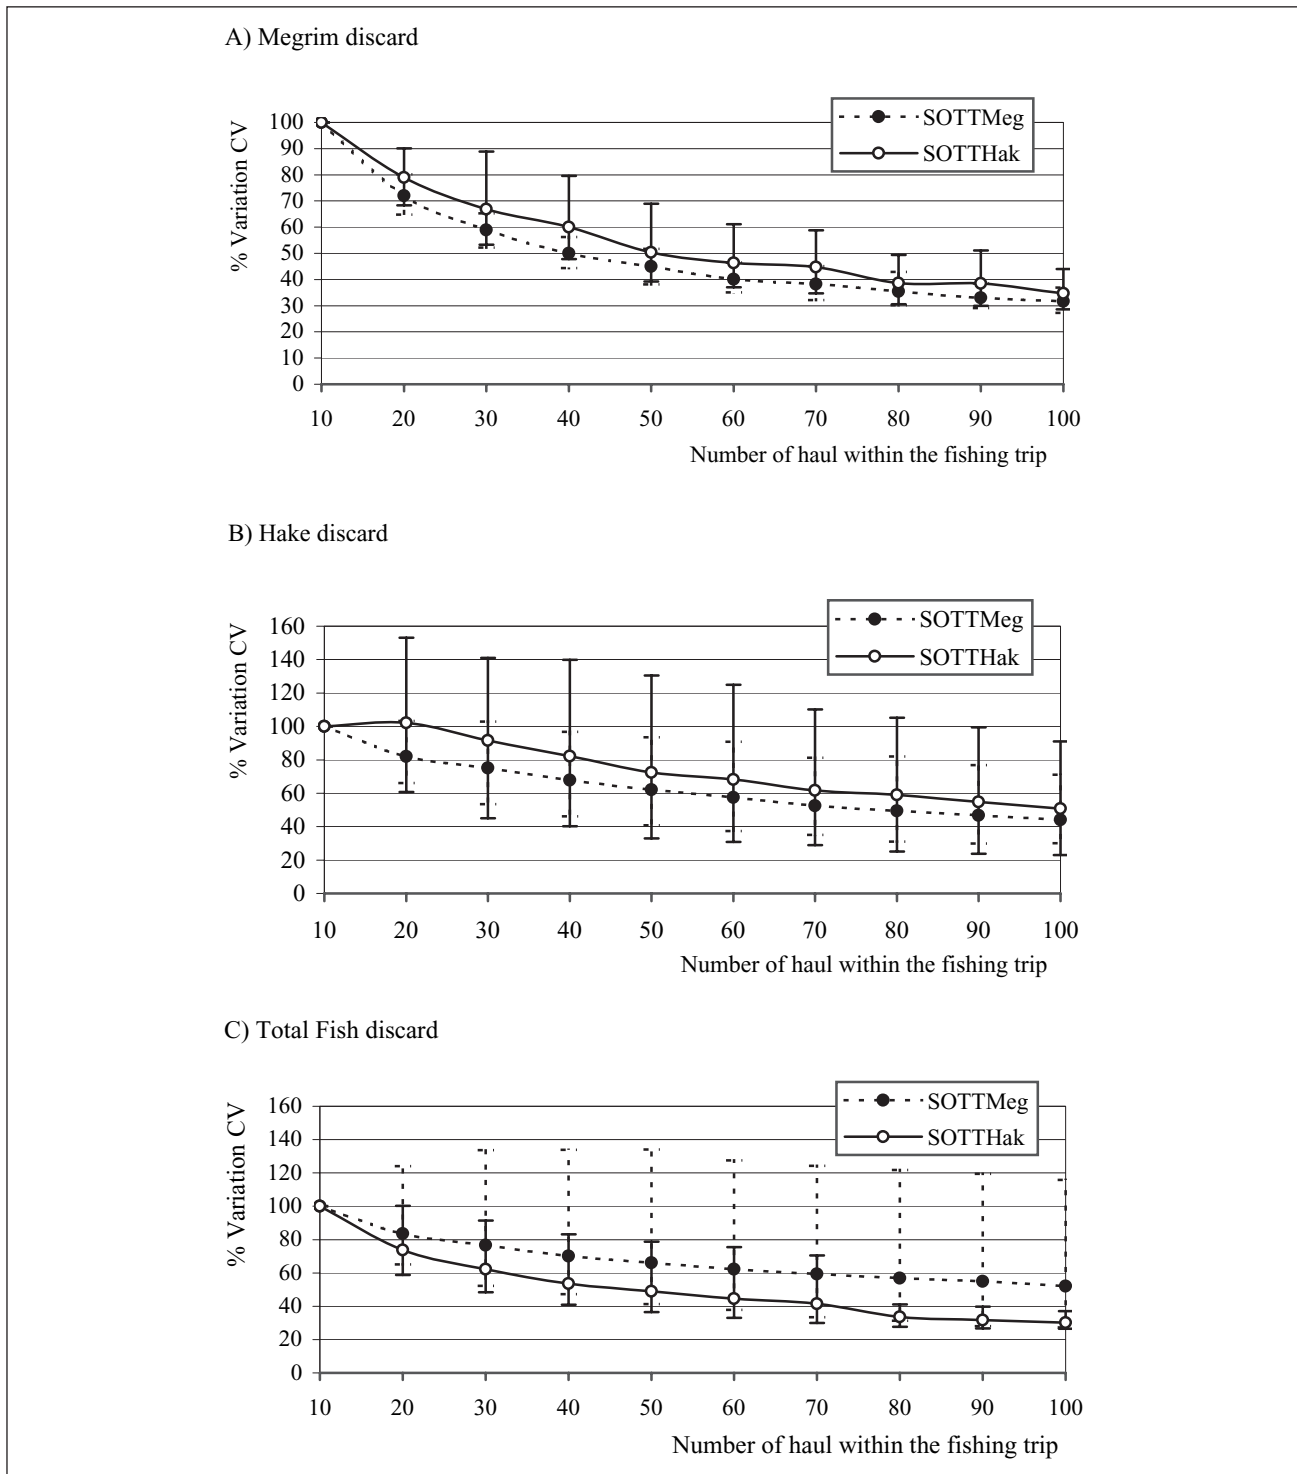 A) Megrim discard
SOTTMeg
SOTTHak
% Variation CV
100
90
80
70
60
50
40
30
20
10
0
10 20 30 40 50 60 70 80 90 100
Number of haul within the fishing trip
B) Hake discard
SOTTMeg
SOTTHak
% Variation CV
160
140
120
100
80
60
40
20
0
10 20 30 40 50 60 70 80 90 100
Number of haul within the fishing trip
C) Total Fish discard
SOTTMeg
SOTTHak
% Variation CV
160
140
120
100
80
60
40
20
0
10 20 30 40 50 60 70 80 90 100
Number of haul within the fishing trip